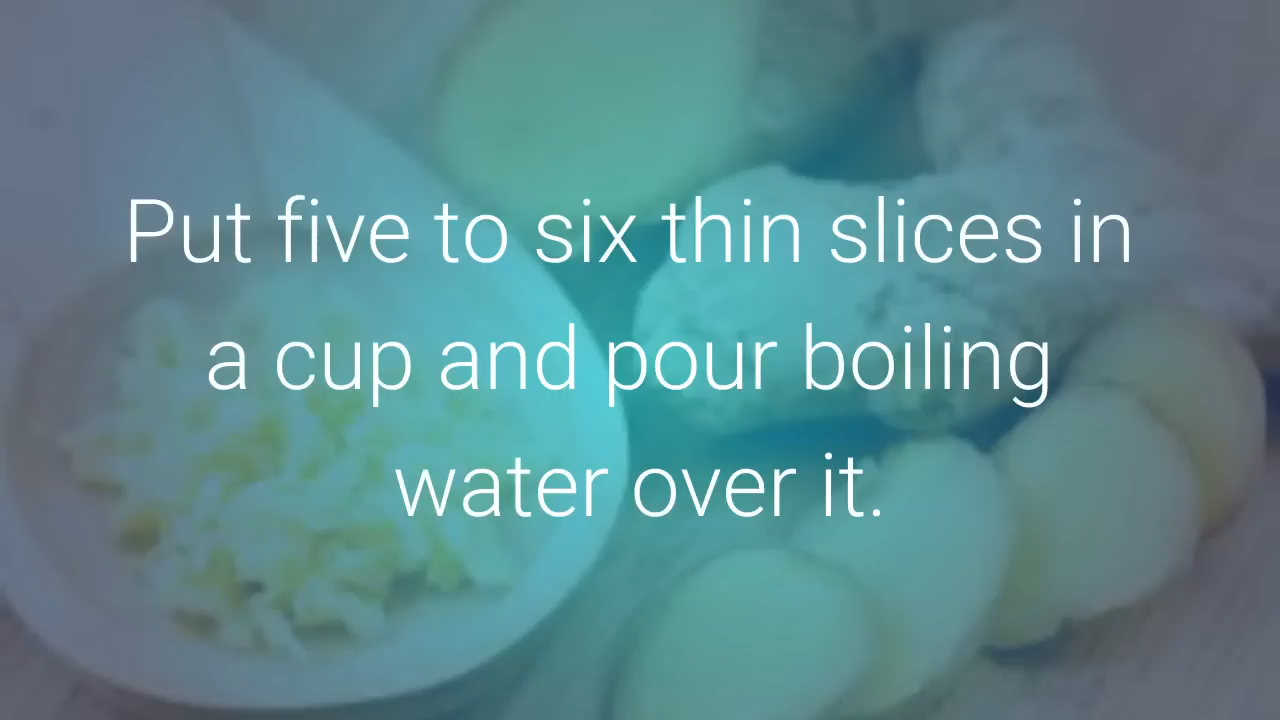 Put five to six thin slices in
a cup and pour boiling
water over it.